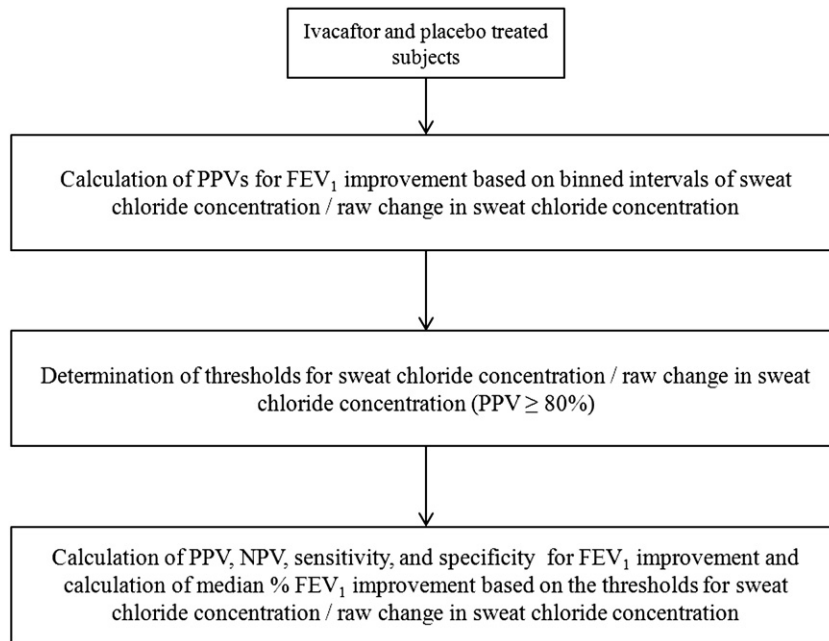 Ivacaftor and placebo treated
subjects
Calculation of PPVs for FEV₁ improvement based on binned intervals of sweat
chloride concentration / raw change in sweat chloride concentration
Determination of thresholds for sweat chloride concentration / raw change in sweat
chloride concentration (PPV ≥ 80%)
Calculation of PPV, NPV, sensitivity, and specificity for FEV₁ improvement and
calculation of median % FEV₁ improvement based on the thresholds for sweat
chloride concentration / raw change in sweat chloride concentration